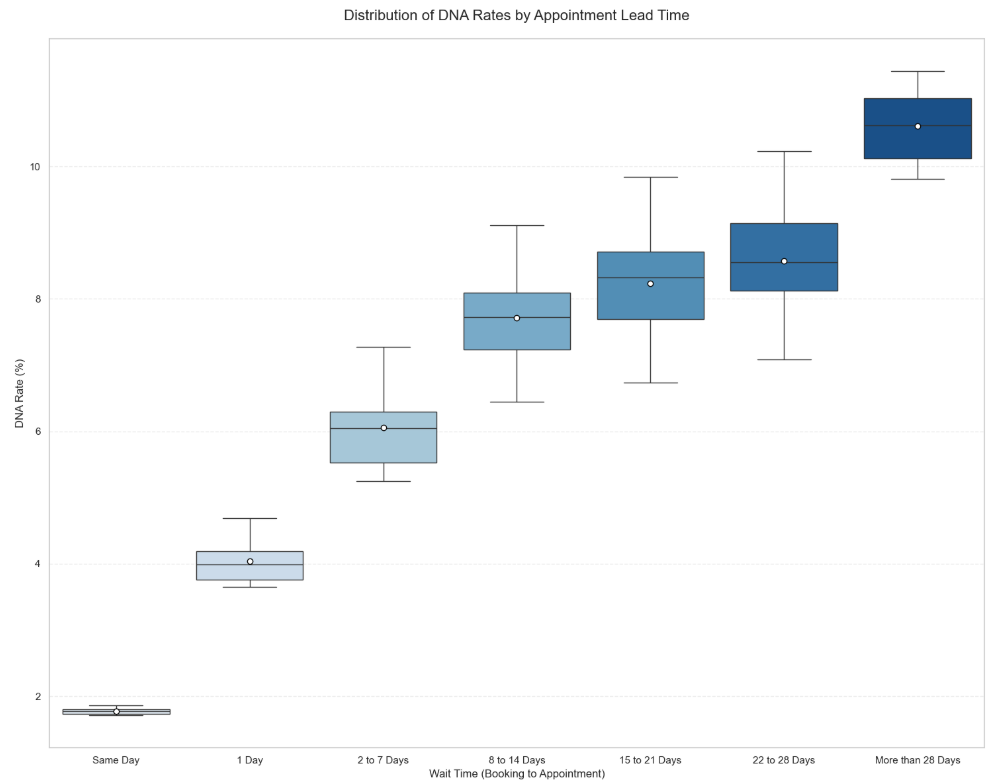 Distribution of DNA Rates by Appointment Lead Time
DNA Rate (%)
10
8
6
4
2
Same Day
1 Day
2 to 7 Days
8 to 14 Days
15 to 21 Days
22 to 28 Days
More than 28 Days
Wait Time (Booking to Appointment)